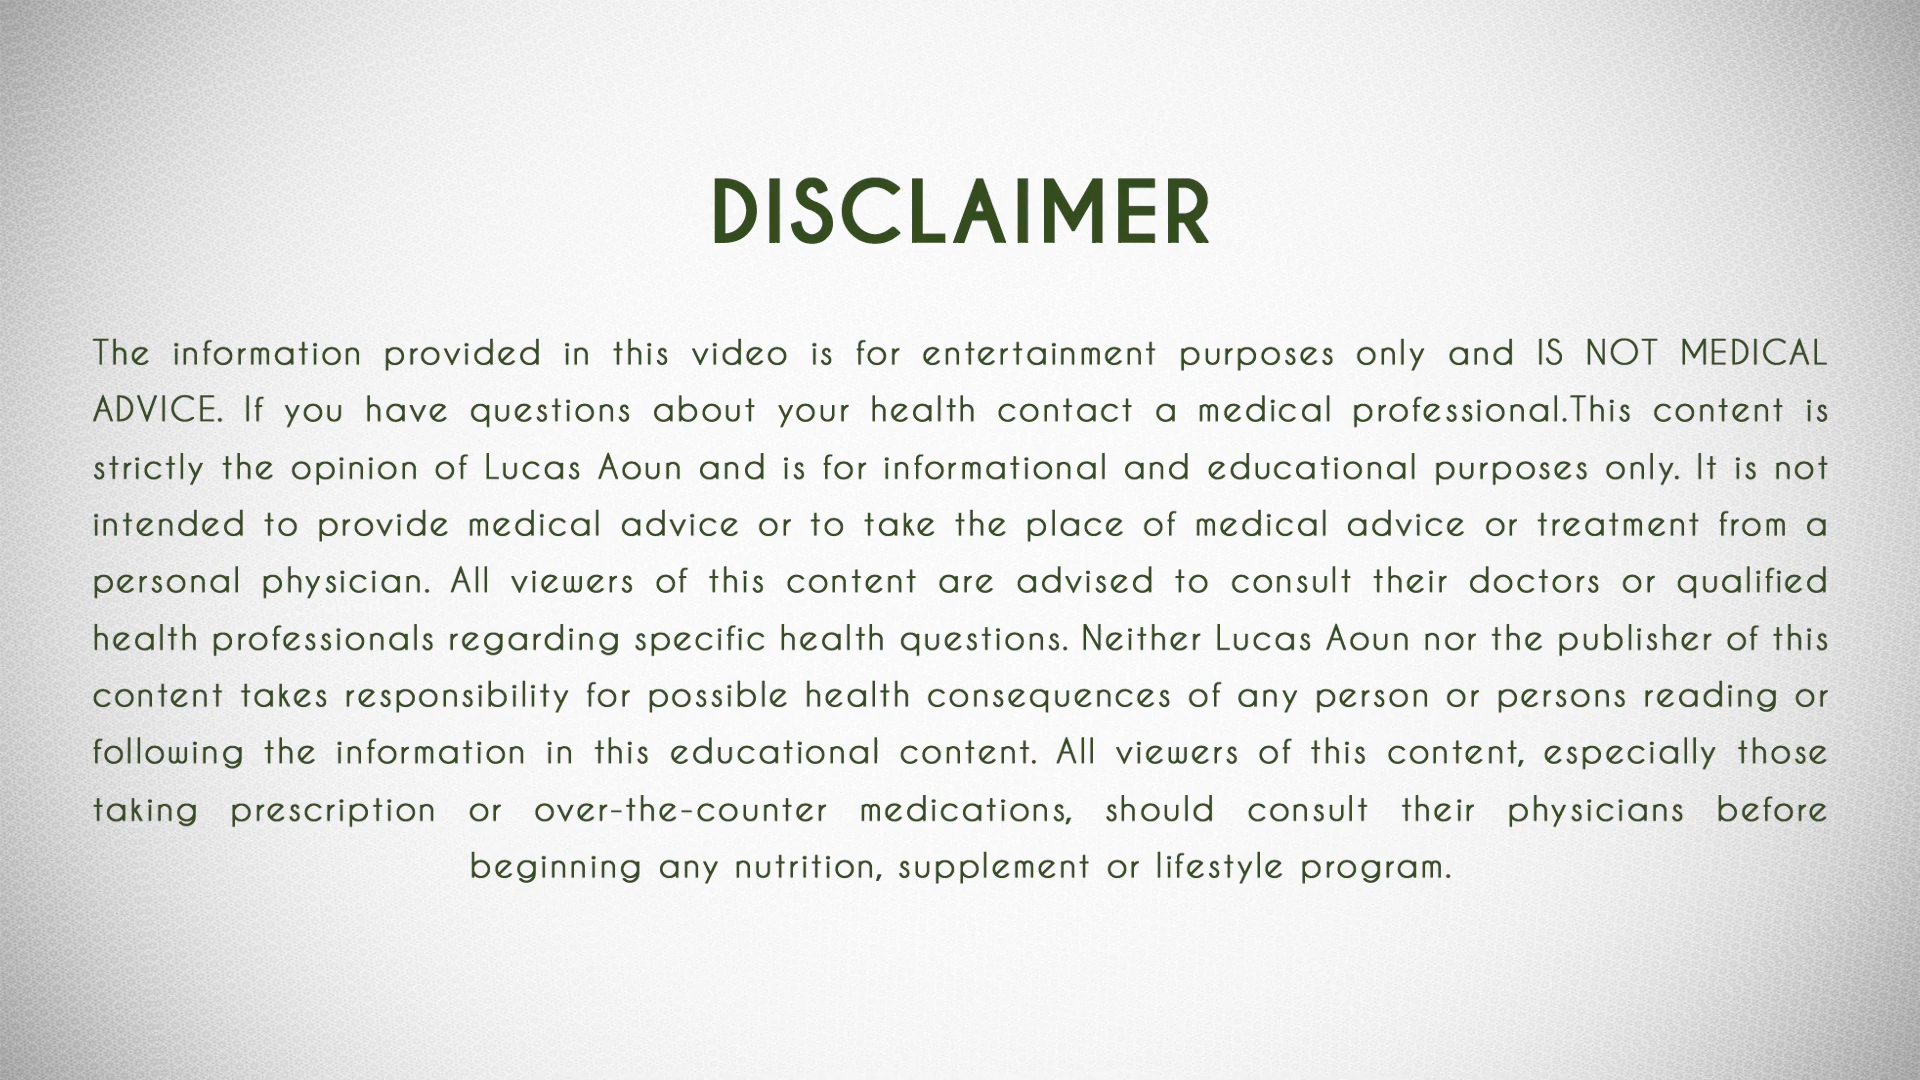 DISCLAIMER
The information provided in this video is for entertainment purposes only and IS NOT MEDICAL
ADVICE. If you have questions about your health contact a medical professional.This content is
strictly the opinion of Lucas Aoun and is for informational and educational purposes only. It is not
intended to provide medical advice or to take the place of medical advice or treatment from a
personal physician. All viewers of this content are advised to consult their doctors or qualified
health professionals regarding specific health questions. Neither Lucas Aoun nor the publisher of this
content takes responsibility for possible health consequences of any person or persons reading or
following the information in this educational content. All viewers of this content, especially those
taking prescription or over-the-counter medications, should consult their physicians before
beginning any nutrition, supplement or lifestyle program.